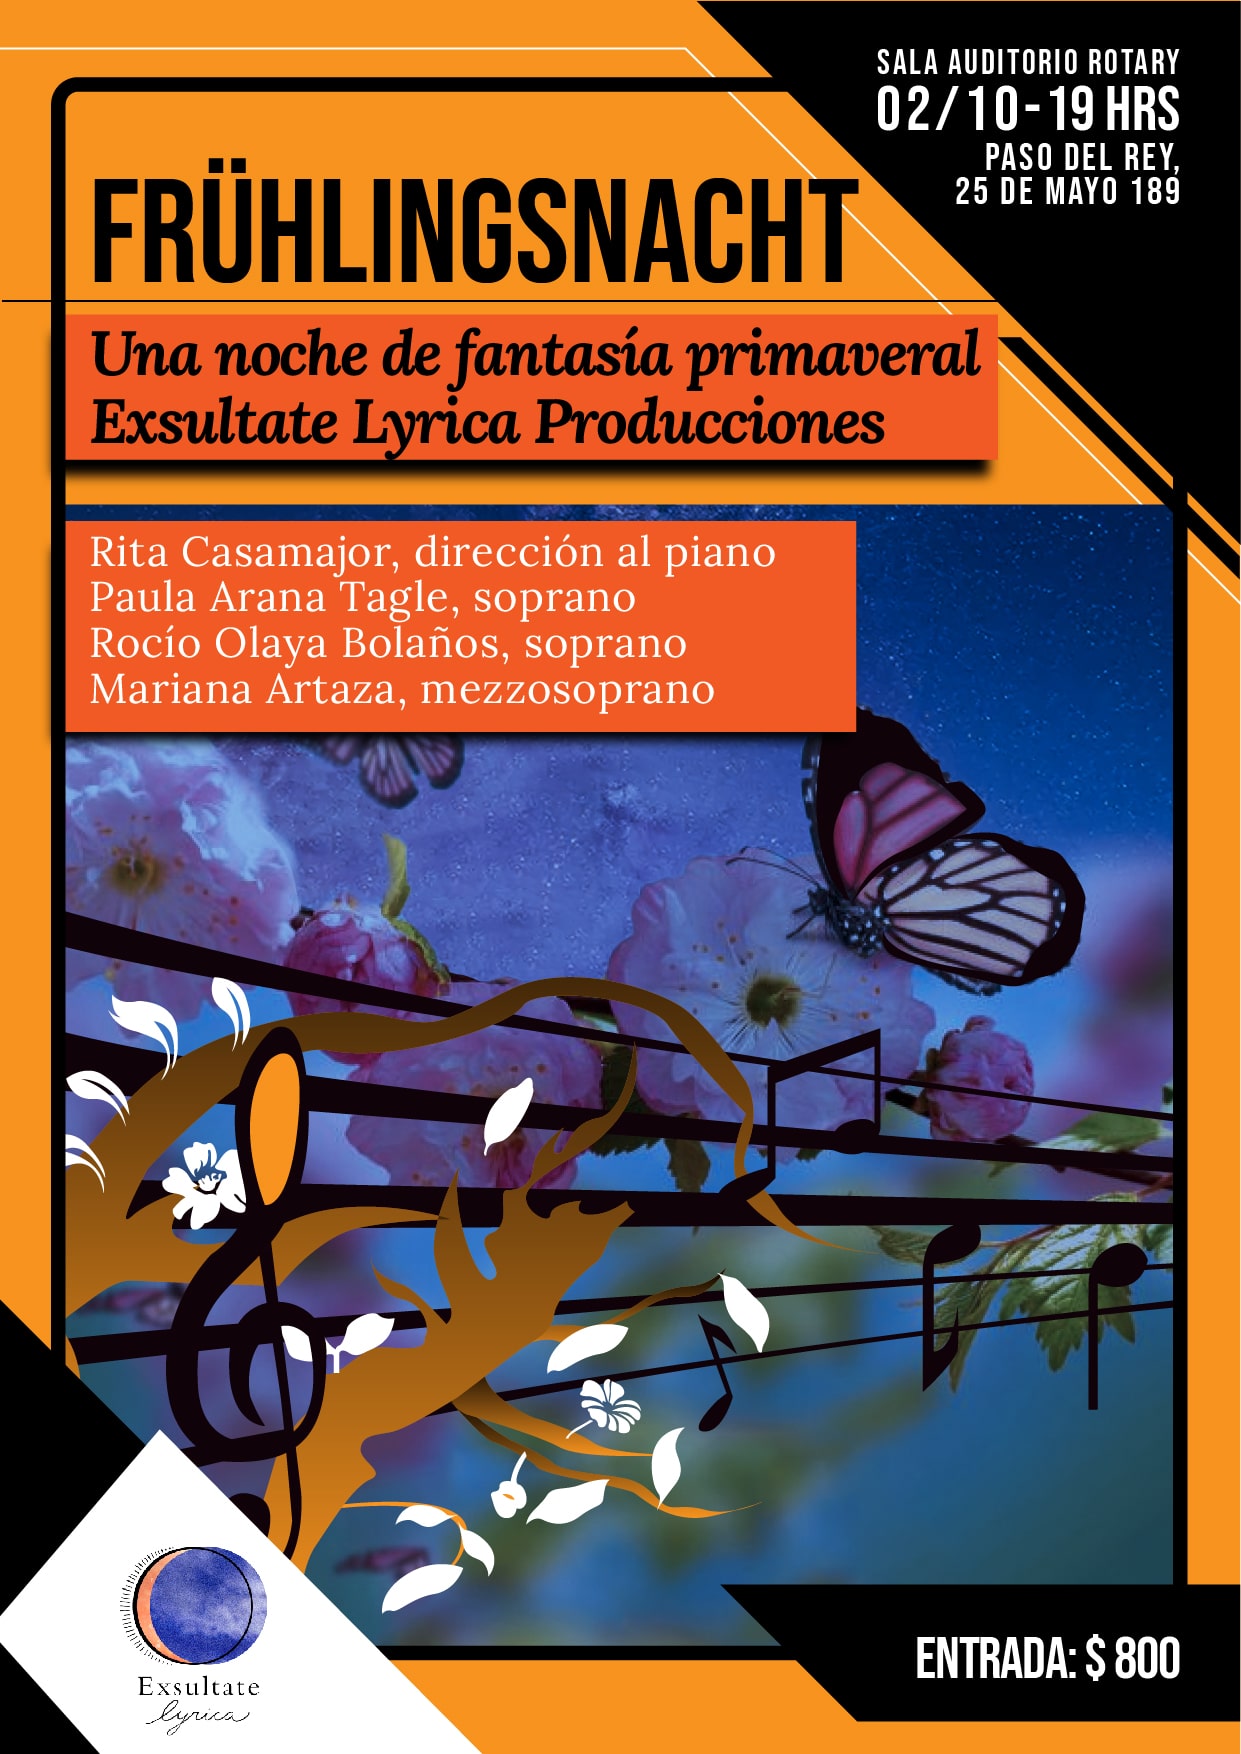 SALA AUDITORIO ROTARY
02/10-19 HRS
PASO DEL REY,
25 DE MAYO 189
FRÜHLINGSNACHT
Una noche de fantasía primaveral
Exsultate Lyrica Producciones
Rita Casamajor, dirección al piano
Paula Arana Tagle, soprano
Rocío Olaya Bolaños, soprano
Mariana Artaza, mezzosoprano
Exsultate
lyrica
ENTRADA: $ 800